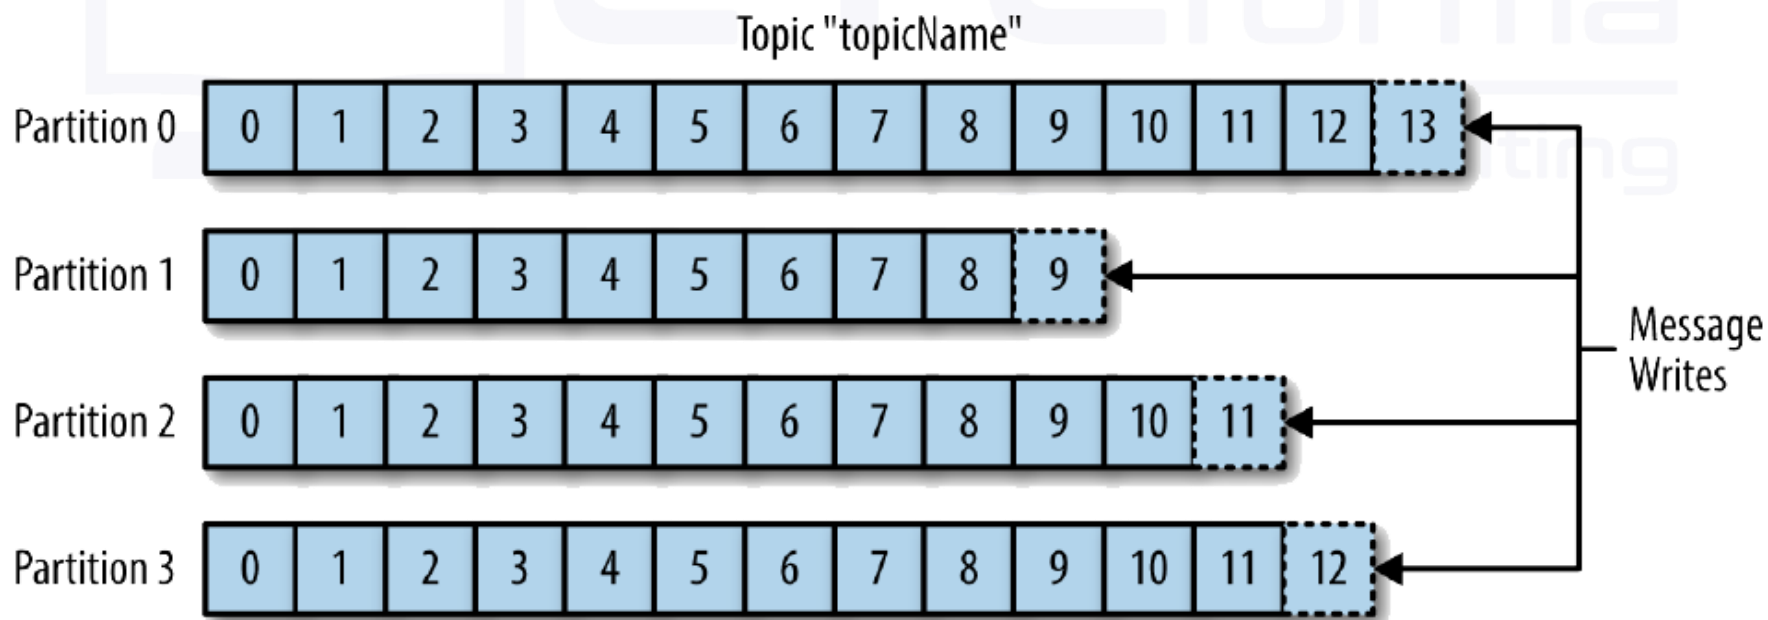 Topic "topicName"
Partition 0 0 1 2 3 4 5 6 7 8 9 10 11 12 13
Partition 1 0 1 2 3 4 5 6 7 8 9
Partition 2 0 1 2 3 4 5 6 7 8 9 10 11
Partition 3 0 1 2 3 4 5 6 7 8 9 10 11 12
Message
Writes